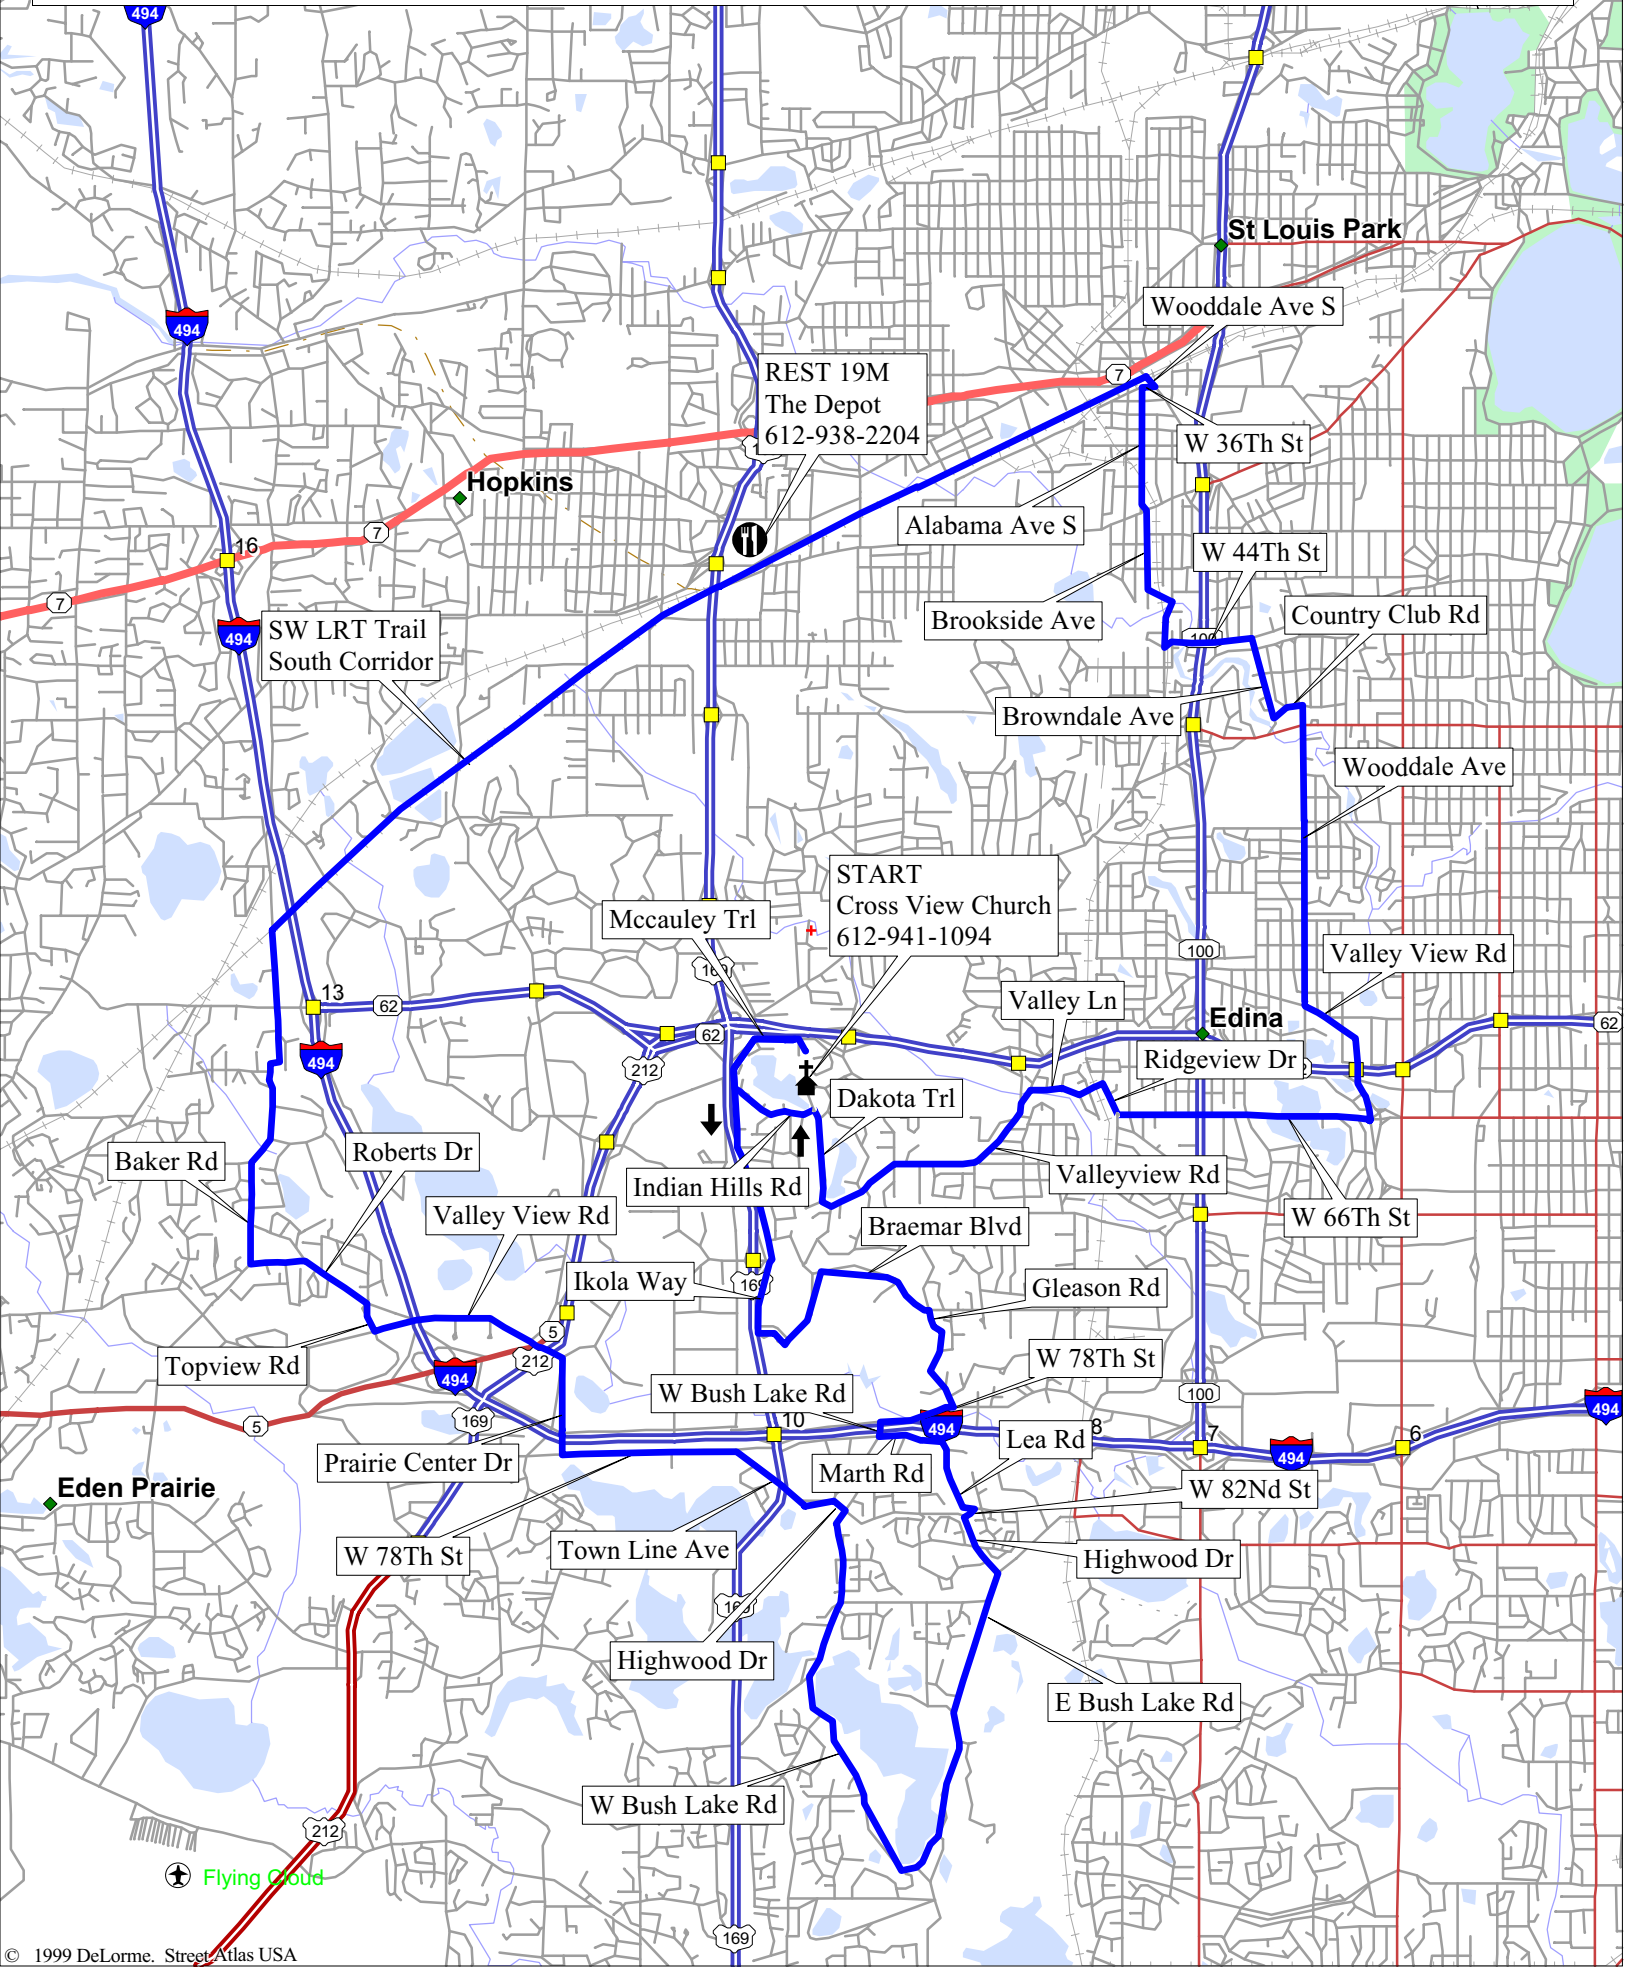 494
St Louis Park
Wooddale Ave S
494
REST 19M
The Depot
612-938-2204
7
W 36Th St
Hopkins
Alabama Ave S
7
16
W 44Th St
7
Brookside Ave
Country Club Rd
494
SW LRT Trail
South Corridor
100
Browndale Ave
Wooddale Ave
START
Cross View Church
612-941-1094
Mccauley Trl
100
Valley View Rd
169
13
62
Valley Ln
Edina
62
62
494
212
Ridgeview Dr
Dakota Trl
Baker Rd
Roberts Dr
Indian Hills Rd
Valleyview Rd
Valley View Rd
Braemar Blvd
W 66Th St
Ikola Way
169
Gleason Rd
5
Topview Rd
212
W 78Th St
494
W Bush Lake Rd
100
494
169
10
5
494
Lea Rd
8
7
494
6
Prairie Center Dr
Marth Rd
Eden Prairie
W 82Nd St
W 78Th St
Town Line Ave
Highwood Dr
169
Highwood Dr
E Bush Lake Rd
W Bush Lake Rd
212
Flying Cloud
169
© 1999 DeLorme. Street Atlas USA